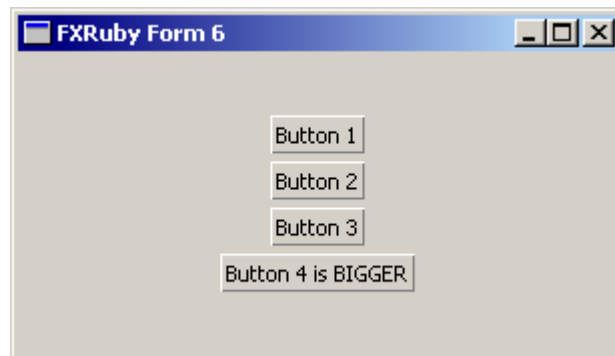 FXRuby Form 6
Button 1
Button 2
Button 3
Button 4 is BIGGER